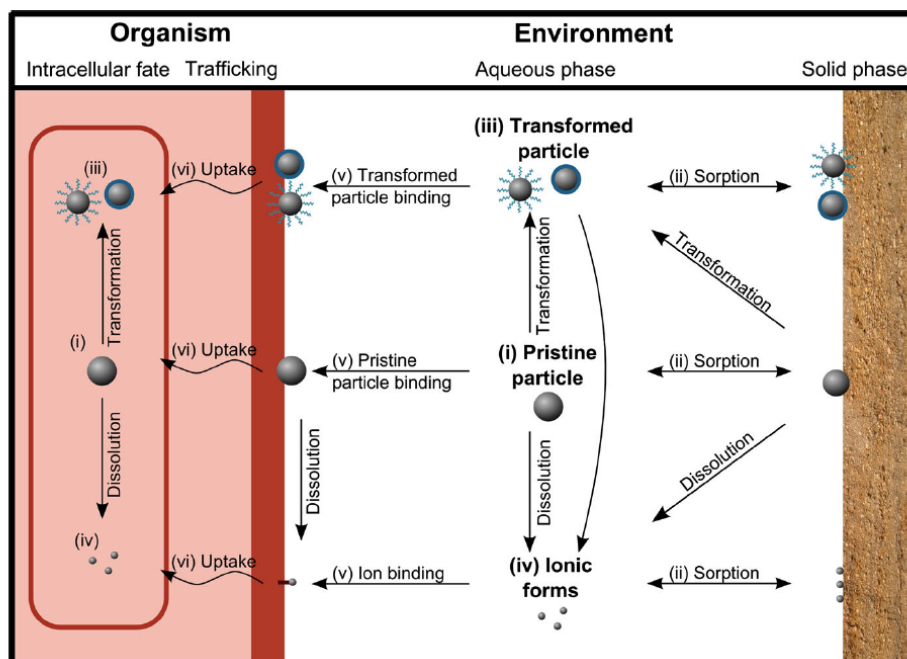 Organism
Environment
Intracellular fate
Trafficking
Aqueous phase
Solid phase
(iii) Transformed
particle
(iii)
(vi) Uptake
(v) Transformed
particle binding
(ii) Sorption
Transformation
Transformation
Transformation
(i)
(vi) Uptake
(v) Pristine
particle binding
(i) Pristine
particle
(ii) Sorption
Dissolution
Dissolution
Dissolution
Dissolution
(iv)
(vi) Uptake
(v) Ion binding
(iv) Ionic
forms
(ii) Sorption